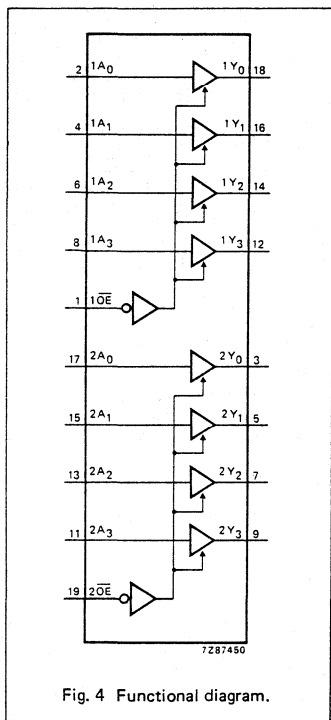 2 1A0 1Y0 18
4 1A1 1Y1 16
6 1A2 1Y2 14
8 1A3 1Y3 12
1 1O̅E̅
17 2A0 2Y0 3
15 2A1 2Y1 5
13 2A2 2Y2 7
11 2A3 2Y3 9
19 2O̅E̅
7Z87450
Fig. 4 Functional diagram.